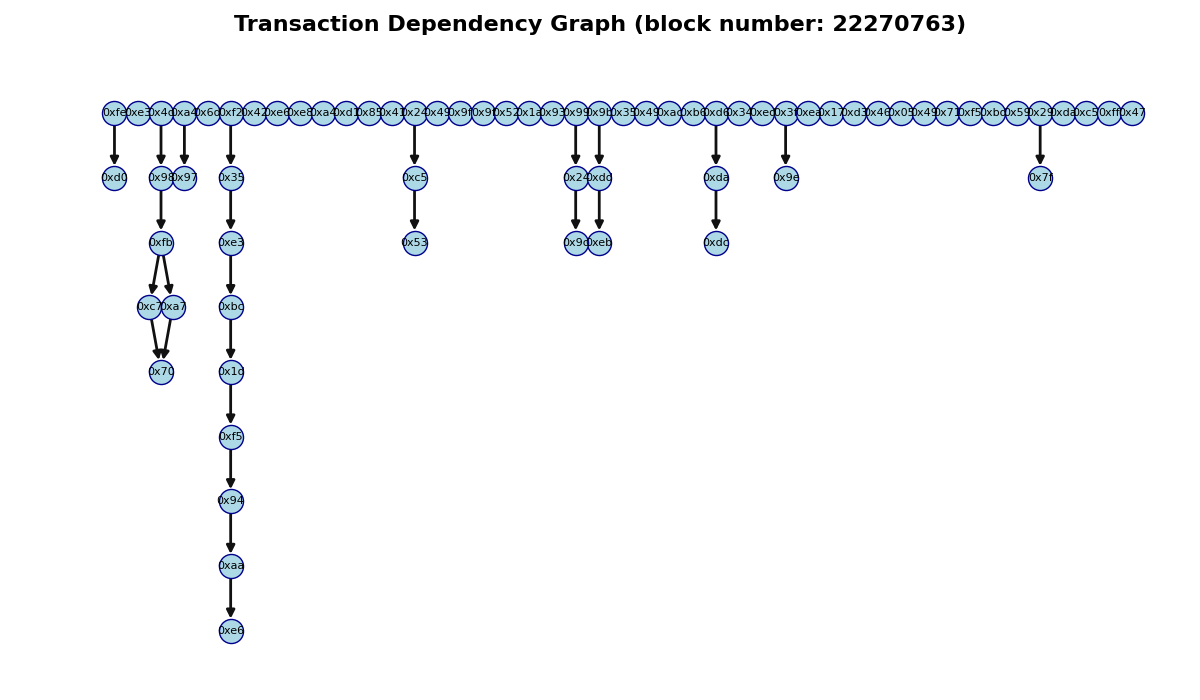 Transaction Dependency Graph (block number: 22270763)
0xfe 0xe3 0x4c 0xa4 0x6c 0xf2 0x42 0xe6 0xe8 0xa4 0xd1 0x85 0x41 0x24 0x49 0x9f 0x9f 0x52 0x1a 0x93 0x99 0x9b 0x35 0x49 0xac 0xb6 0xd6 0x34 0xec 0x3f 0xea 0x17 0xd3 0x46 0x05 0x49 0x71 0xf5 0xbc 0x59 0x29 0xda 0xc5 0xff 0x47
0xd0 0x98 0x97 0x35 0xc5 0x24 0xdd 0xda 0x9e 0x7f
0xfb 0xe3 0x53 0x9d 0xeb 0xdc
0xc7 0xa7 0xbc
0x70 0x1d
0xf5
0x94
0xaa
0xe6